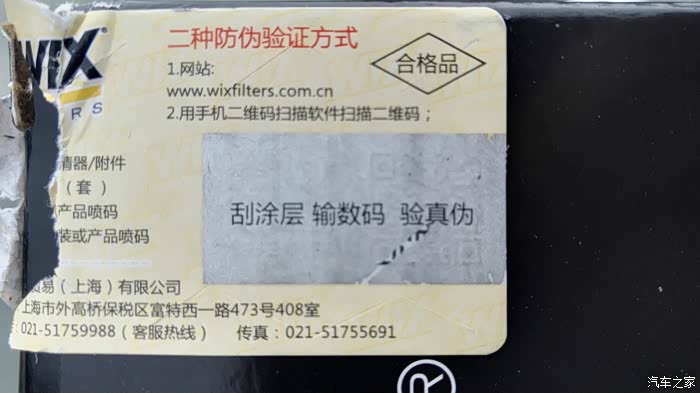 WIX
二种防伪验证方式
合格品
1.网站:
www.wixfilters.com.cn
2.用手机二维码扫描软件扫描二维码；
ERS
清器/附件
（套）
产品喷码
装或产品喷码
刮涂层 输数码 验真伪
贸易（上海）有限公司
上海市外高桥保税区富特西一路473号408室
: 021-51759988（客服热线） 传真：021-51755691
®
汽车之家